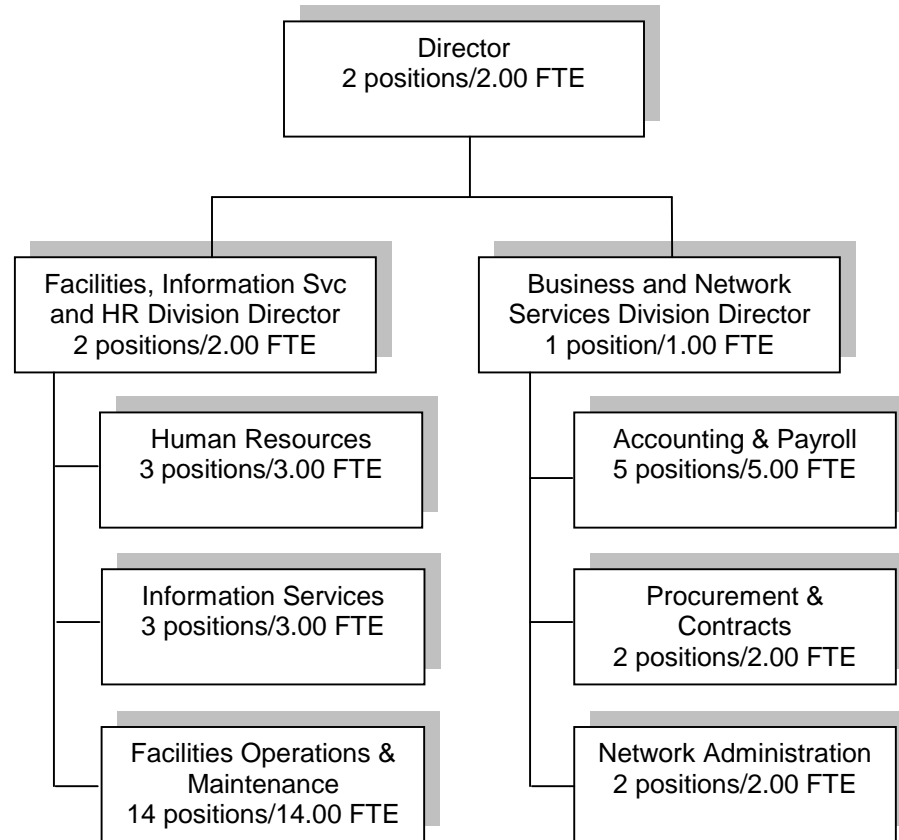 Director
2 positions/2.00 FTE
Facilities, Information Svc
and HR Division Director
2 positions/2.00 FTE
Human Resources
3 positions/3.00 FTE
Information Services
3 positions/3.00 FTE
Facilities Operations &
Maintenance
14 positions/14.00 FTE
Business and Network
Services Division Director
1 position/1.00 FTE
Accounting & Payroll
5 positions/5.00 FTE
Procurement &
Contracts
2 positions/2.00 FTE
Network Administration
2 positions/2.00 FTE